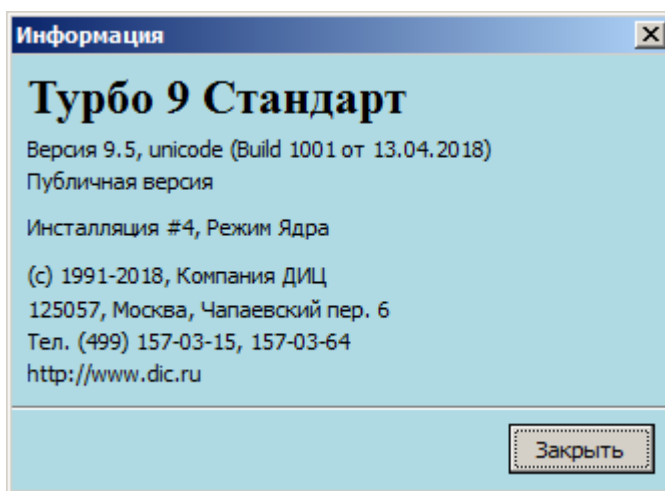 Информация
Турбо 9 Стандарт
Версия 9.5, unicode (Build 1001 от 13.04.2018)
Публичная версия
Инсталляция #4, Режим Ядра
(c) 1991-2018, Компания ДИЦ
125057, Москва, Чапаевский пер. 6
Тел. (499) 157-03-15, 157-03-64
http://www.dic.ru
Закрыть